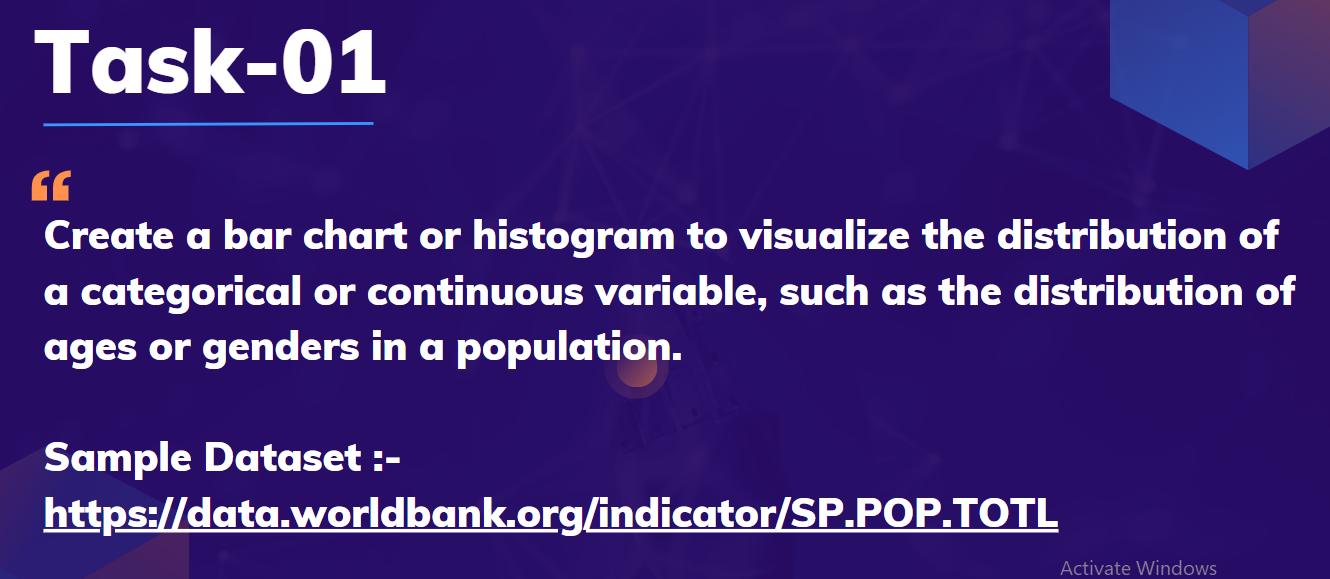 Task-01
“
Create a bar chart or histogram to visualize the distribution of
a categorical or continuous variable, such as the distribution of
ages or genders in a population.
Sample Dataset :-
https://data.worldbank.org/indicator/SP.POP.TOTL
Activate Windows